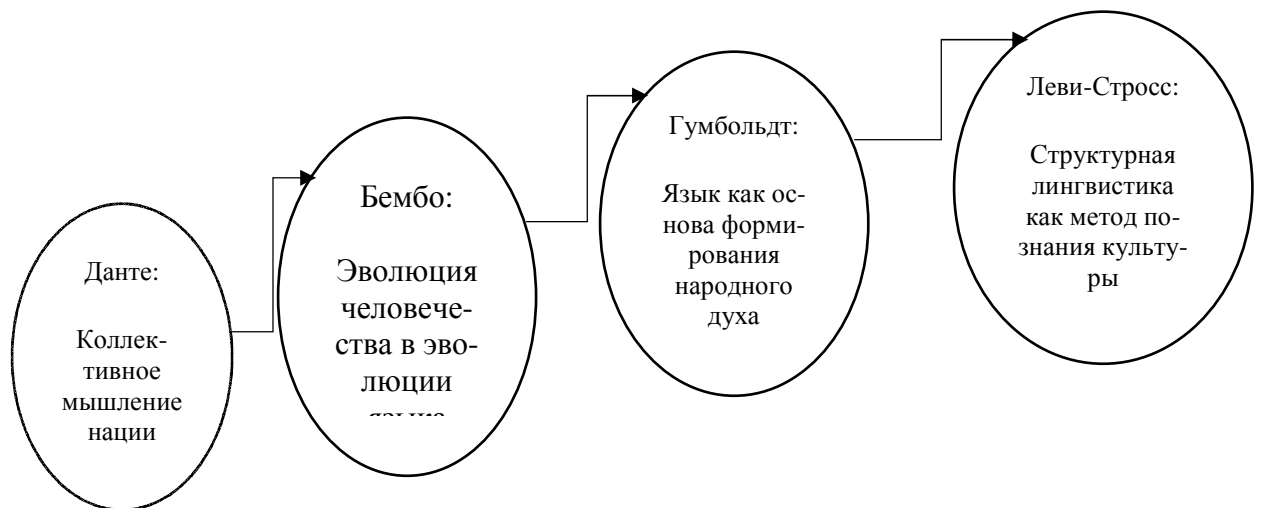 Данте:
Коллек-
тивное
мышление
нации
Бембо:
Эволюция
человече-
ства в эво-
люции
Гумбольдт:
Язык как ос-
нова форми-
рования
народного
духа
Леви-Стросс:
Структурная
лингвистика
как метод по-
знания культу-
ры